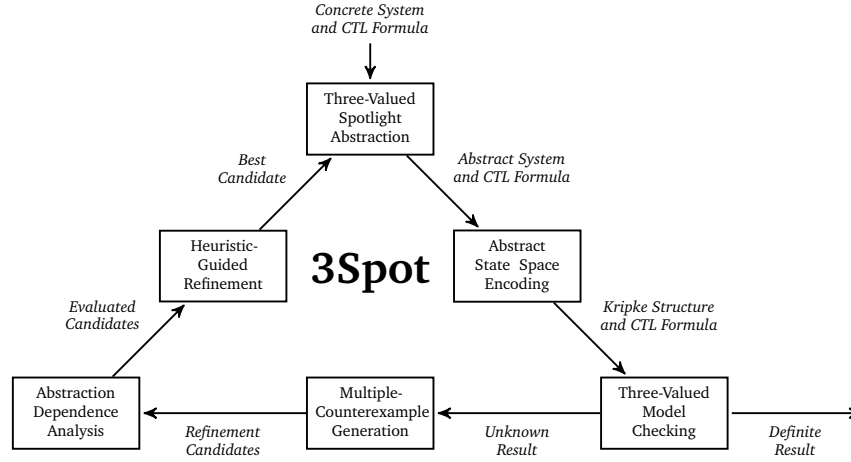 Concrete System
and CTL Formula
Three-Valued
Spotlight
Abstraction
Best
Candidate
Abstract System
and CTL Formula
Heuristic-
Guided
Refinement
3Spot
Abstract
State Space
Encoding
Evaluated
Candidates
Kripke Structure
and CTL Formula
Abstraction
Dependence
Analysis
Multiple-
Counterexample
Generation
Three-Valued
Model
Checking
Refinement
Candidates
Unknown
Result
Definite
Result